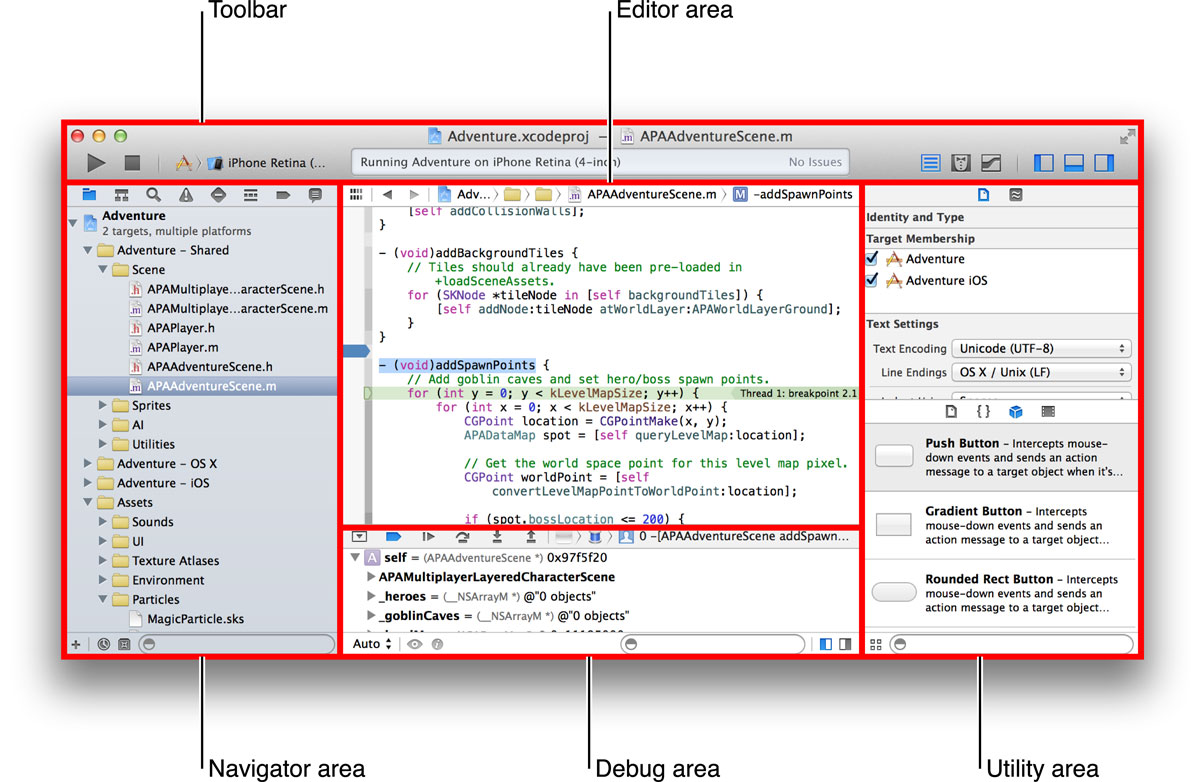 Toolbar
Editor area
Adventure.xcodeproj – APAAdventureScene.m
iPhone Retina (...
Running Adventure on iPhone Retina (4-inch)
No Issues
Adventure
2 targets, multiple platforms
Adventure – Shared
Scene
APAMultiplaye...aracterScene.h
APAMultiplaye...aracterScene.m
APAPlayer.h
APAPlayer.m
APAAdventureScene.h
APAAdventureScene.m
Sprites
AI
Utilities
Adventure – OS X
Adventure – iOS
Assets
Sounds
UI
Texture Atlases
Environment
Particles
MagicParticle.sks
Adv... APAAdventureScene.m M -addSpawnPoints
[self addCollisionWalls];
}
- (void)addBackgroundTiles {
// Tiles should already have been pre-loaded in
+loadSceneAssets.
for (SKNode *tileNode in [self backgroundTiles]) {
[self addNode:tileNode atWorldLayer:APAWorldLayerGround];
}
}
- (void)addSpawnPoints {
// Add goblin caves and set hero/boss spawn points.
for (int y = 0; y < kLevelMapSize; y++) {
Thread 1: breakpoint 2.1
for (int x = 0; x < kLevelMapSize; x++) {
CGPoint location = CGPointMake(x, y);
APADataMap spot = [self queryLevelMap:location];
// Get the world space point for this level map pixel.
CGPoint worldPoint = [self
convertLevelMapPointToWorldPoint:location];
if (spot.bossLocation <= 200) {
0 -[APAAdventureScene addSpawn...
A self = (APAAdventureScene *) 0x97f5f20
APAMultiplayerLayeredCharacterScene
_heroes = (__NSArrayM *) @"0 objects"
_goblinCaves = (__NSArrayM *) @"0 objects"
Auto
Identity and Type
Target Membership
Adventure
Adventure iOS
Text Settings
Text Encoding Unicode (UTF-8)
Line Endings OS X / Unix (LF)
{ }
Push Button – Intercepts mouse-
down events and sends an action
message to a target object when it's...
Gradient Button – Intercepts
mouse-down events and sends an
action message to a target object...
Rounded Rect Button – Intercepts
mouse-down events and sends an
action message to a target object...
Navigator area
Debug area
Utility area